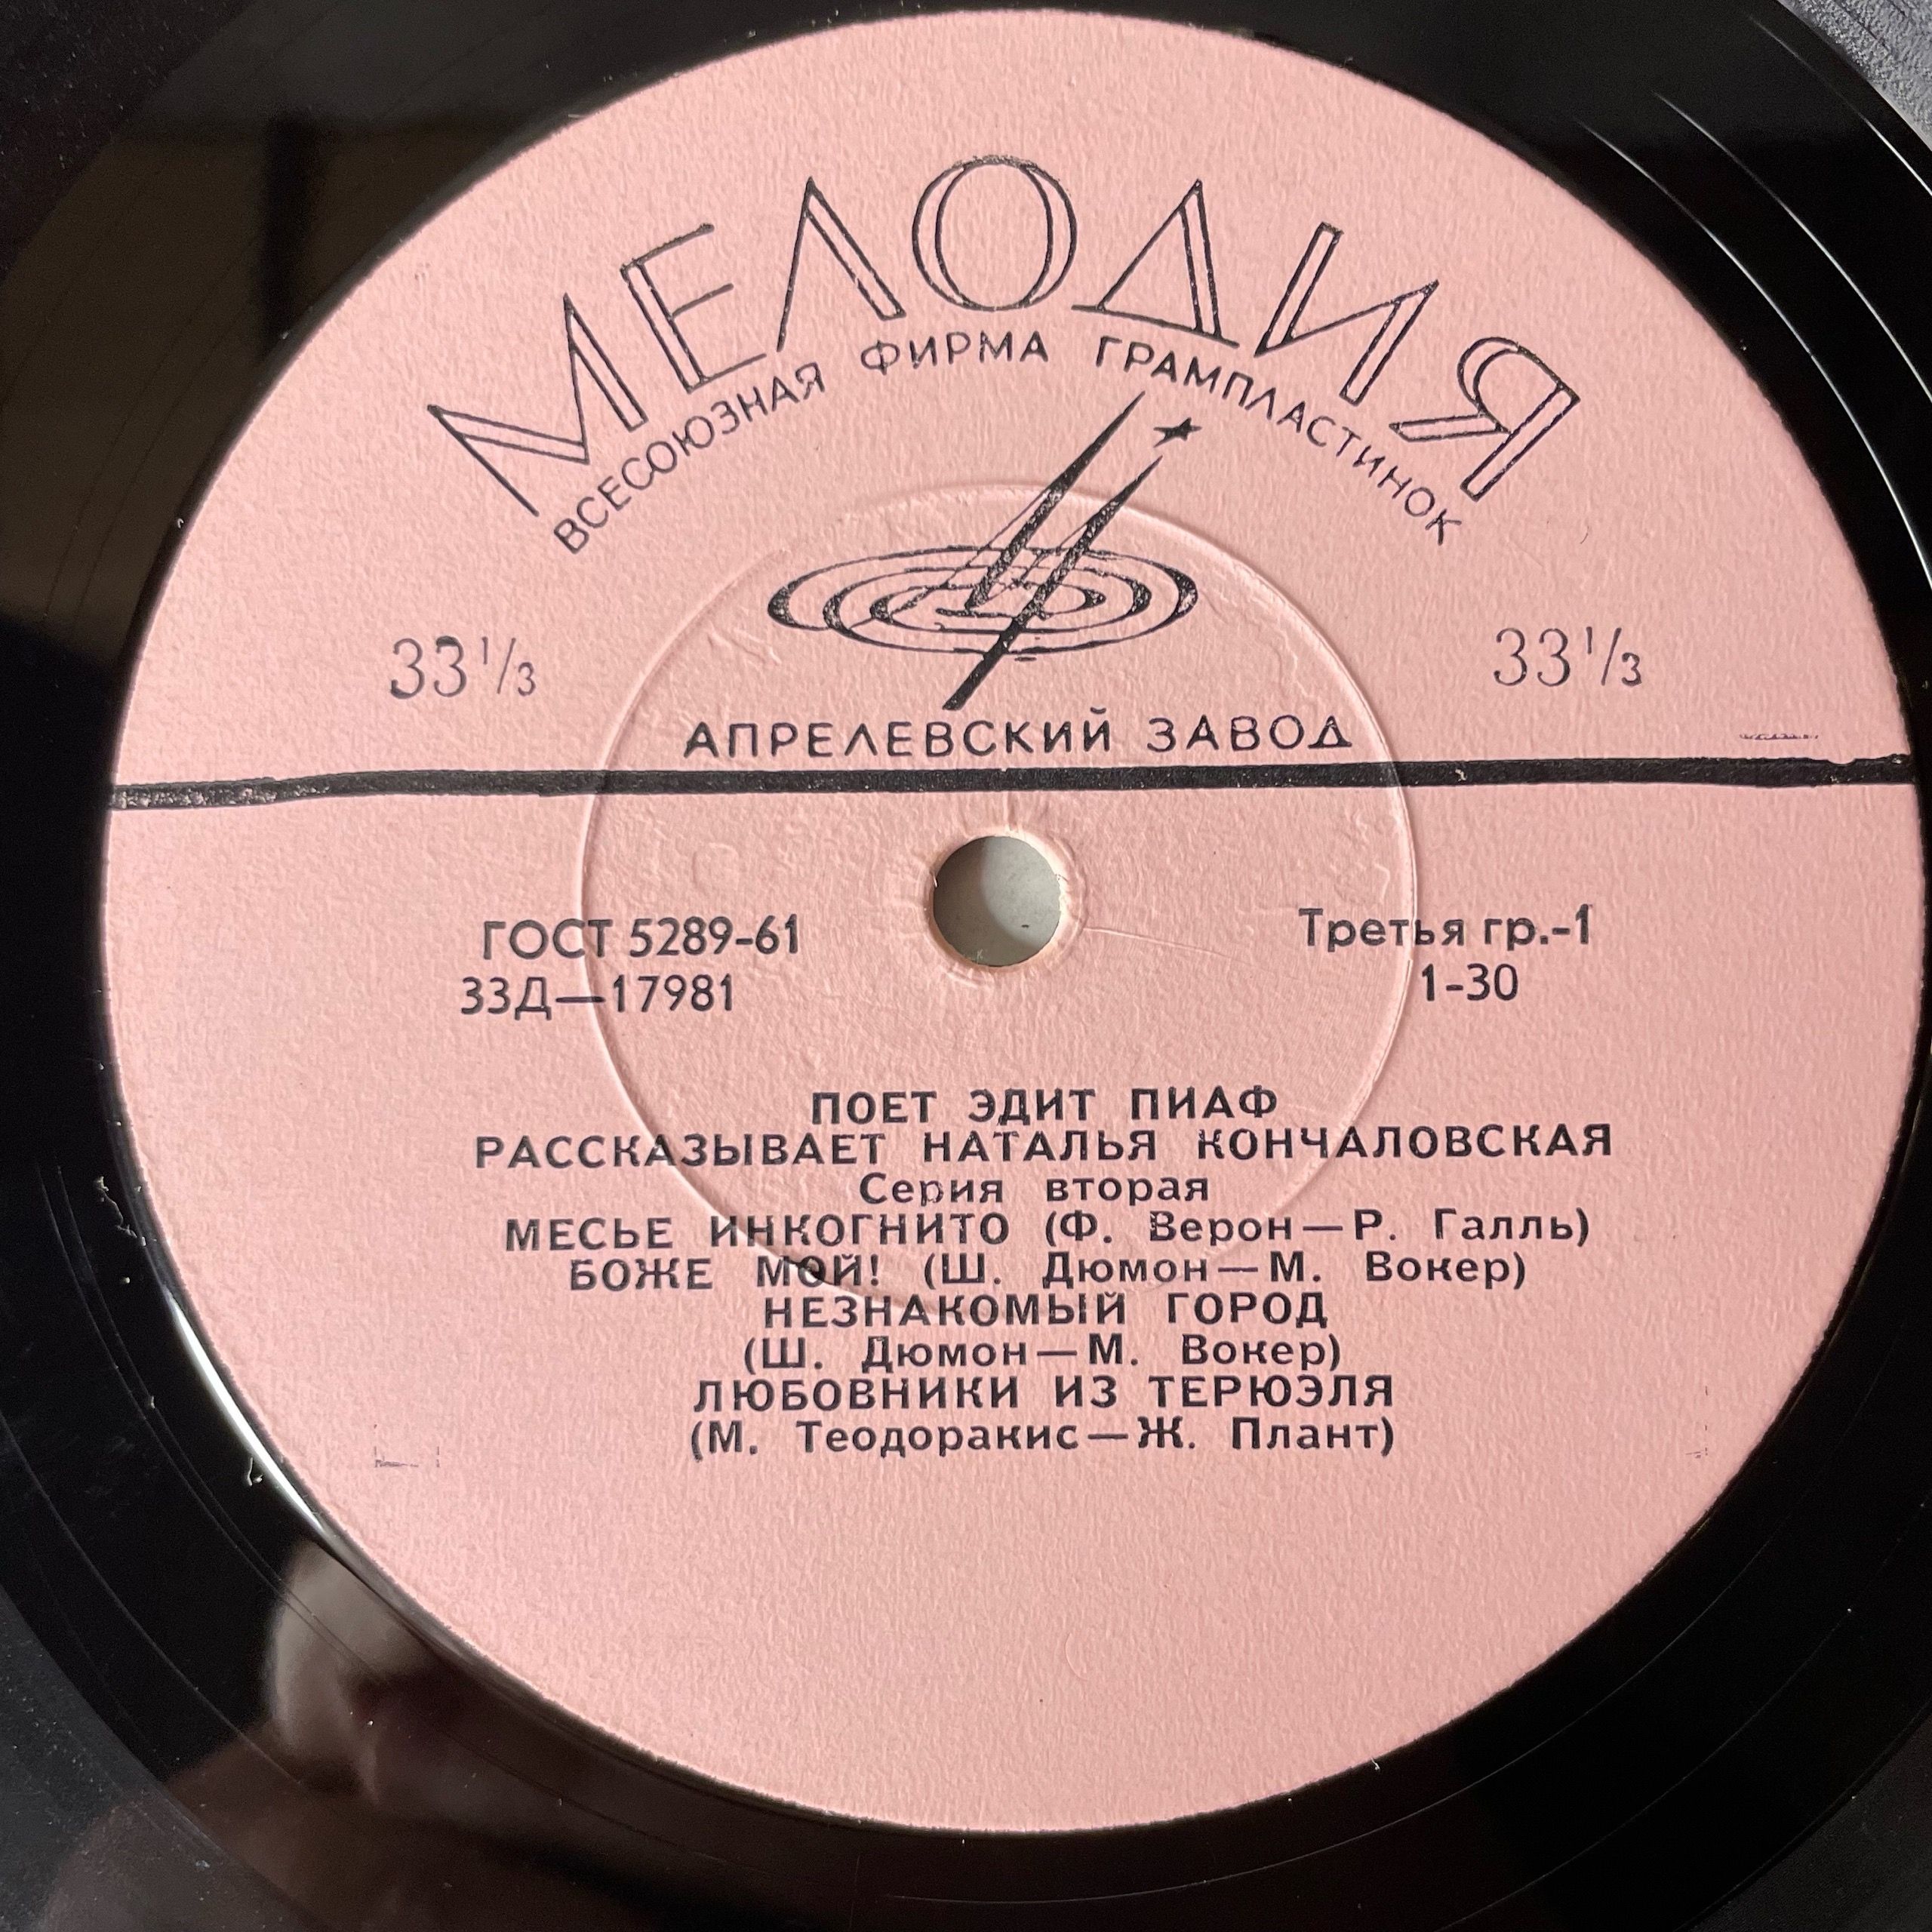 МЕЛОДИЯ
ВСЕСОЮЗНАЯ ФИРМА ГРАМПЛАСТИНОК
33⅓ 33⅓
АПРЕЛЕВСКИЙ ЗАВОД
ГОСТ 5289-61 Третья гр.-1
33Д—17981 1-30
ПОЕТ ЭДИТ ПИАФ
РАССКАЗЫВАЕТ НАТАЛЬЯ КОНЧАЛОВСКАЯ
Серия вторая
МЕСЬЕ ИНКОГНИТО (Ф. Верон—Р. Галль)
БОЖЕ МОЙ! (Ш. Дюмон—М. Вокер)
НЕЗНАКОМЫЙ ГОРОД
(Ш. Дюмон—М. Вокер)
ЛЮБОВНИКИ ИЗ ТЕРЮЭЛЯ
(М. Теодоракис—Ж. Плант)